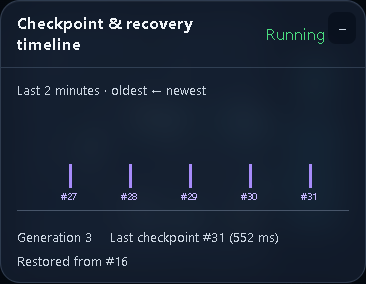 Checkpoint & recovery
timeline
Running
–
Last 2 minutes · oldest ← newest
#27 #28 #29 #30 #31
Generation 3 Last checkpoint #31 (552 ms)
Restored from #16